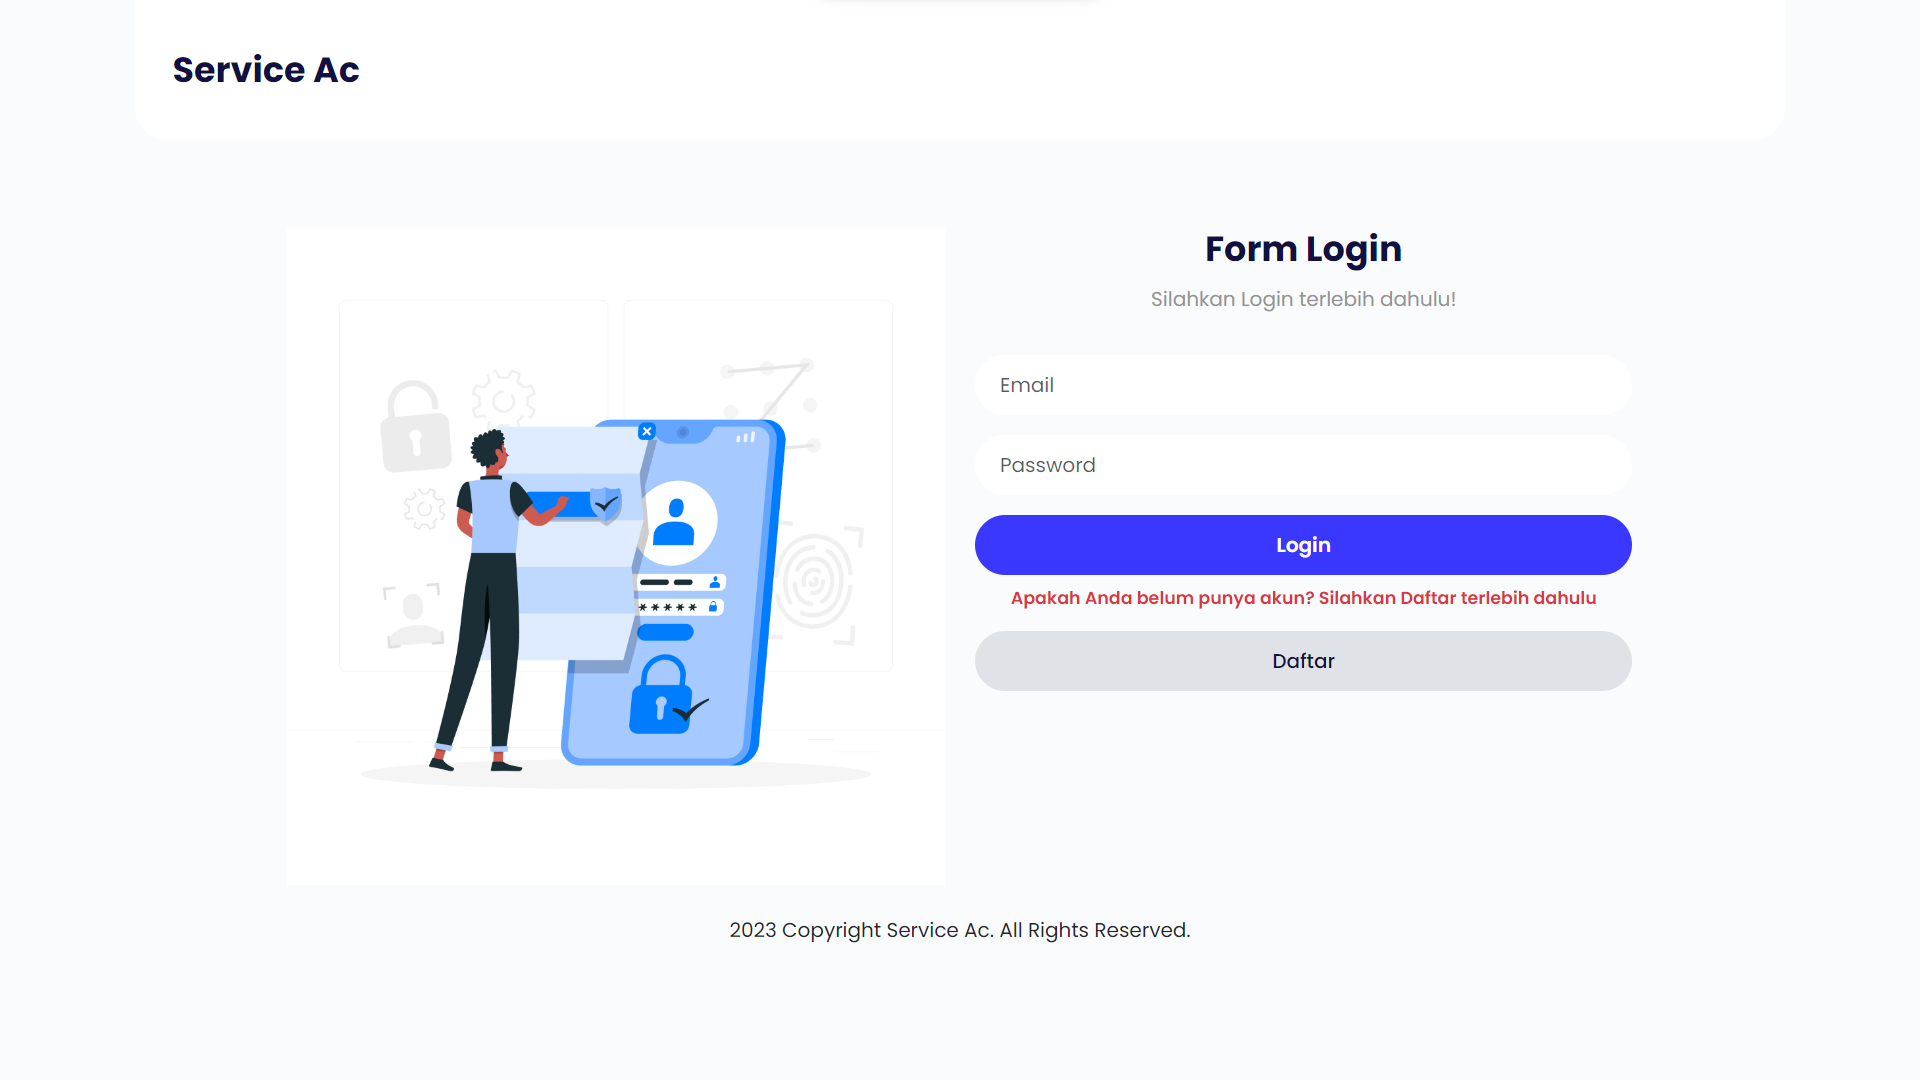 Service Ac
Form Login
Silahkan Login terlebih dahulu!
Email
Password
Login
Apakah Anda belum punya akun? Silahkan Daftar terlebih dahulu
Daftar
2023 Copyright Service Ac. All Rights Reserved.